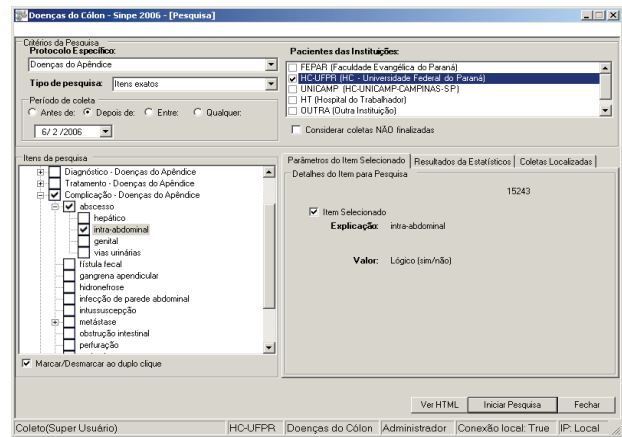 Doenças do Cólon - Sinpe 2006 - [Pesquisa]
Critérios da Pesquisa
Protocolo Específico:
Doenças do Apêndice
Tipo de pesquisa: Itens exatos
Período de coleta
Antes de: Depois de: Entre: Qualquer:
6/ 2 /2006
Pacientes das Instituições:
FEPAR (Faculdade Evangélica do Paraná)
HC-UFPR (HC - Universidade Federal do Paraná)
UNICAMP (HC-UNICAMP-CAMPINAS-SP)
HT (Hospital do Trabalhador)
OUTRA (Outra Instituição)
Considerar coletas NÃO finalizadas
Itens da pesquisa
Diagnóstico - Doenças do Apêndice
Tratamento - Doenças do Apêndice
Complicação - Doenças do Apêndice
abscesso
hepático
intra-abdominal
genital
vias urinárias
fístula fecal
gangrena apendicular
hidronefrose
infecção de parede abdominal
intussuscepção
metástase
obstrução intestinal
perfuração
Marcar/Desmarcar ao duplo clique
Parâmetros do Item Selecionado Resultados da Estatísticos Coletas Localizadas
Detalhes do Item para Pesquisa
15243
Item Selecionado
Explicação: intra-abdominal
Valor: Lógico (sim/não)
Ver HTML Iniciar Pesquisa Fechar
Coleto(Super Usuário) HC-UFPR Doenças do Cólon Administrador Conexão local: True IP: Local